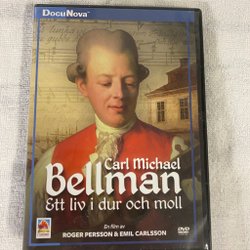 DocuNova
Carl Michael
Bellman
Ett liv i dur och moll
En film av
ROGER PERSSON & EMIL CARLSSON
DVD